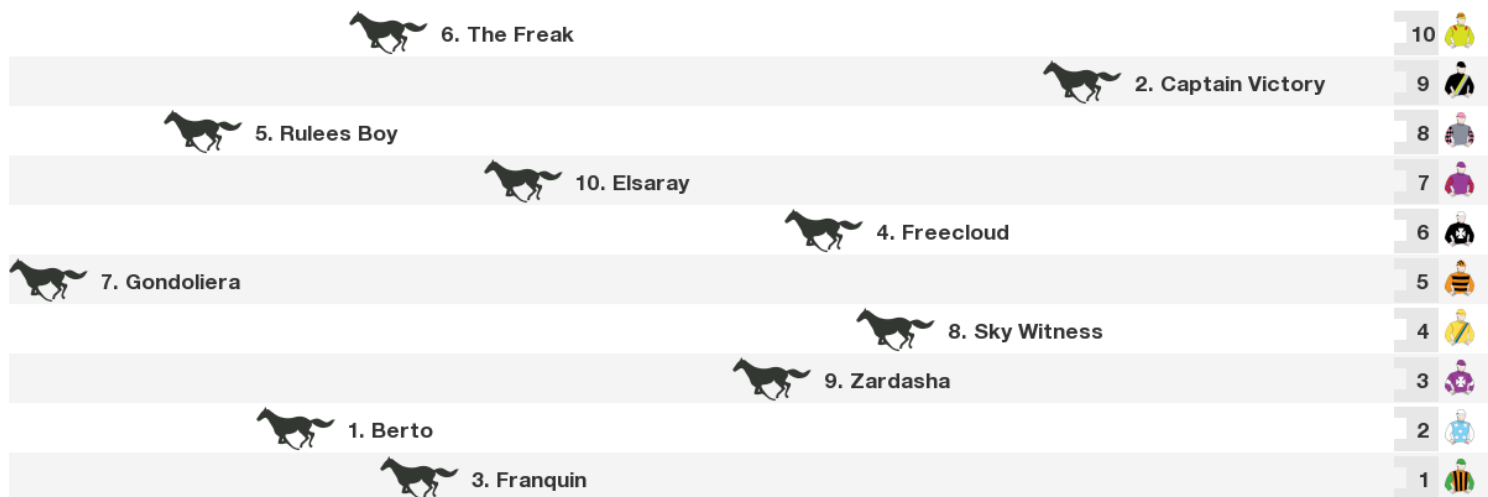 6. The Freak 10
2. Captain Victory 9
5. Rulees Boy 8
10. Elsaray 7
4. Freecloud 6
7. Gondoliera 5
8. Sky Witness 4
9. Zardasha 3
1. Berto 2
3. Franquin 1